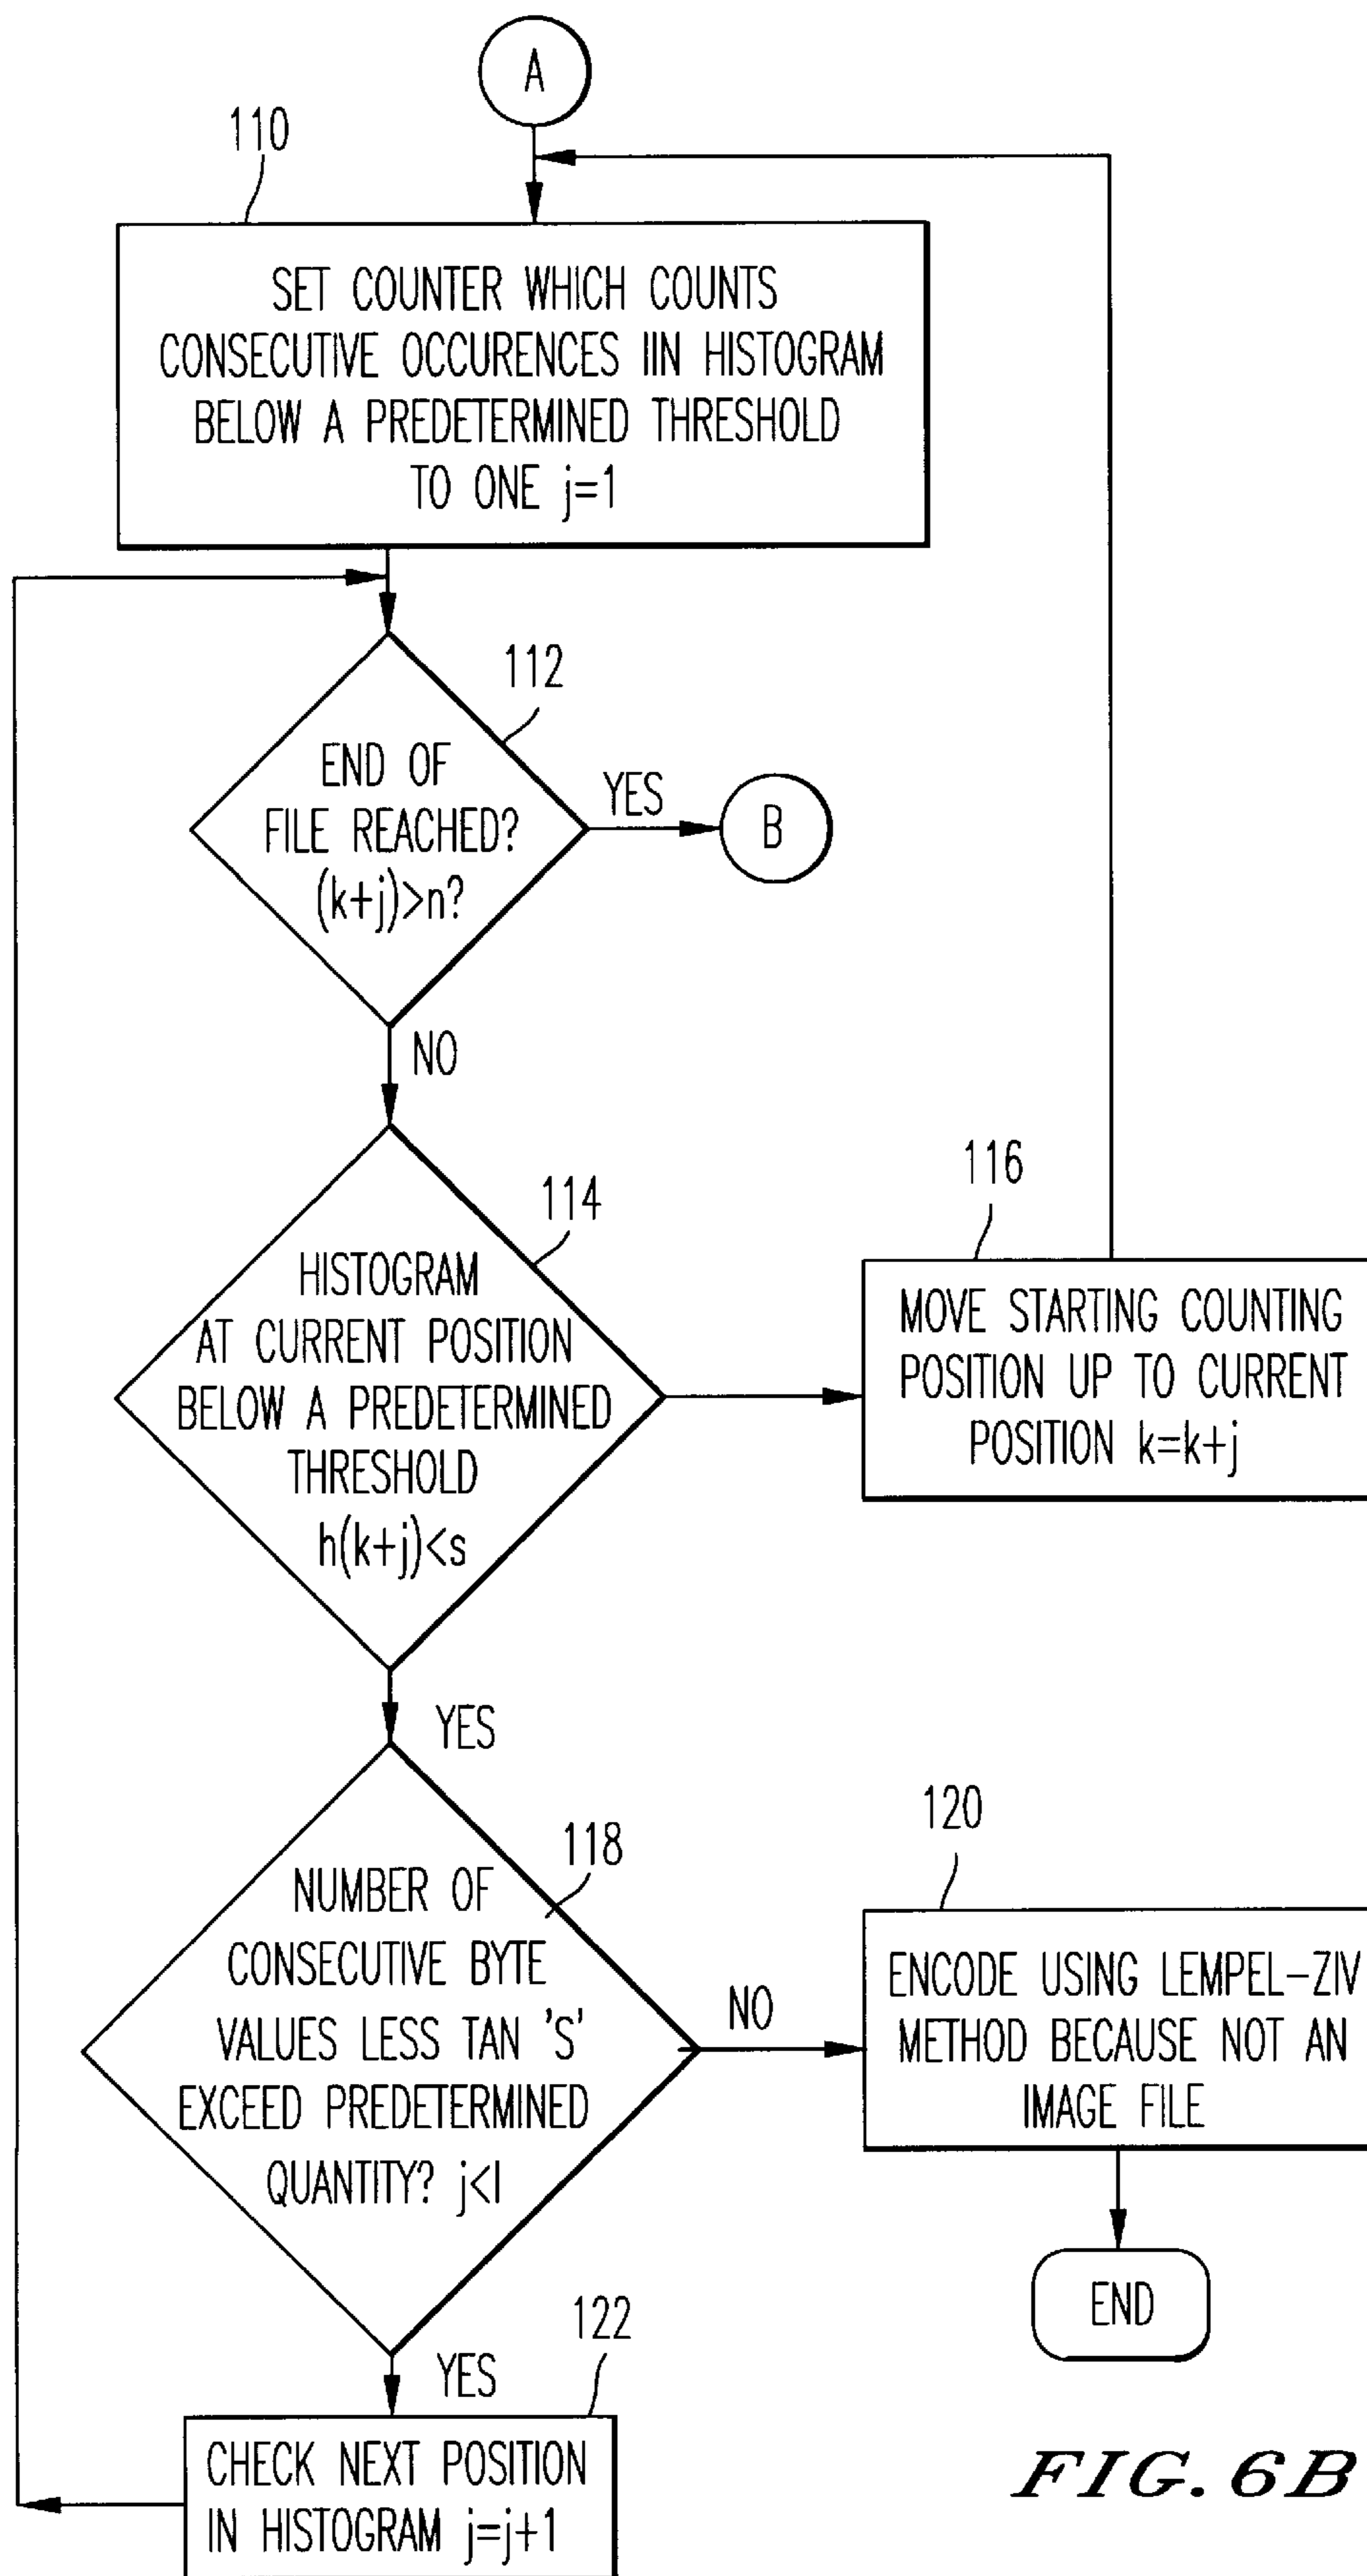 A
110
SET COUNTER WHICH COUNTS
CONSECUTIVE OCCURENCES IIN HISTOGRAM
BELOW A PREDETERMINED THRESHOLD
TO ONE j=1
112
END OF
FILE REACHED?
(k+j)>n?
YES
B
NO
114
HISTOGRAM
AT CURRENT POSITION
BELOW A PREDETERMINED
THRESHOLD
h(k+j)<s
116
MOVE STARTING COUNTING
POSITION UP TO CURRENT
POSITION k=k+j
YES
118
NUMBER OF
CONSECUTIVE BYTE
VALUES LESS TAN 'S'
EXCEED PREDETERMINED
QUANTITY? j<l
NO
120
ENCODE USING LEMPEL-ZIV
METHOD BECAUSE NOT AN
IMAGE FILE
END
YES
122
CHECK NEXT POSITION
IN HISTOGRAM j=j+1
FIG. 6B